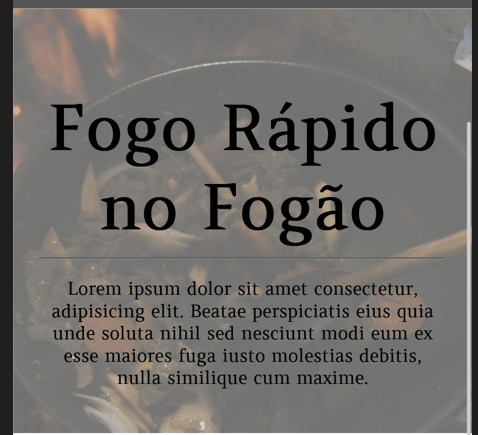 Fogo Rápido
no Fogão
Lorem ipsum dolor sit amet consectetur,
adipisicing elit. Beatae perspiciatis eius quia
unde soluta nihil sed nesciunt modi eum ex
esse maiores fuga iusto molestias debitis,
nulla similique cum maxime.